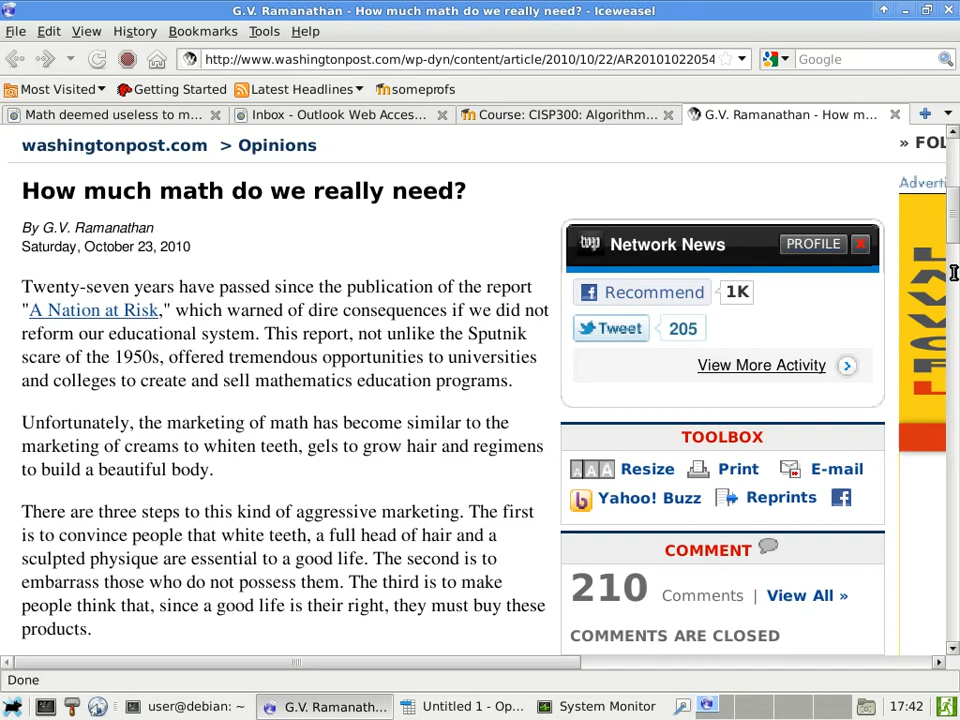 G.V. Ramanathan - How much math do we really need? - Iceweasel
File Edit View History Bookmarks Tools Help
http://www.washingtonpost.com/wp-dyn/content/article/2010/10/22/AR20101022054
Google
Most Visited Getting Started Latest Headlines someprofs
Math deemed useless to m... Inbox - Outlook Web Acces... Course: CISP300: Algorithm... G.V. Ramanathan - How m...
washingtonpost.com > Opinions
» FOL
Adverti
How much math do we really need?
By G.V. Ramanathan
Saturday, October 23, 2010
Twenty-seven years have passed since the publication of the report
"A Nation at Risk," which warned of dire consequences if we did not
reform our educational system. This report, not unlike the Sputnik
scare of the 1950s, offered tremendous opportunities to universities
and colleges to create and sell mathematics education programs.
Unfortunately, the marketing of math has become similar to the
marketing of creams to whiten teeth, gels to grow hair and regimens
to build a beautiful body.
There are three steps to this kind of aggressive marketing. The first
is to convince people that white teeth, a full head of hair and a
sculpted physique are essential to a good life. The second is to
embarrass those who do not possess them. The third is to make
people think that, since a good life is their right, they must buy these
products.
wp Network News PROFILE x
Recommend 1K
Tweet 205
View More Activity
TOOLBOX
AAA Resize Print E-mail
Yahoo! Buzz Reprints
COMMENT
210 Comments | View All »
COMMENTS ARE CLOSED
Done
user@debian: ~ G.V. Ramanath... Untitled 1 - Op... System Monitor 17:42